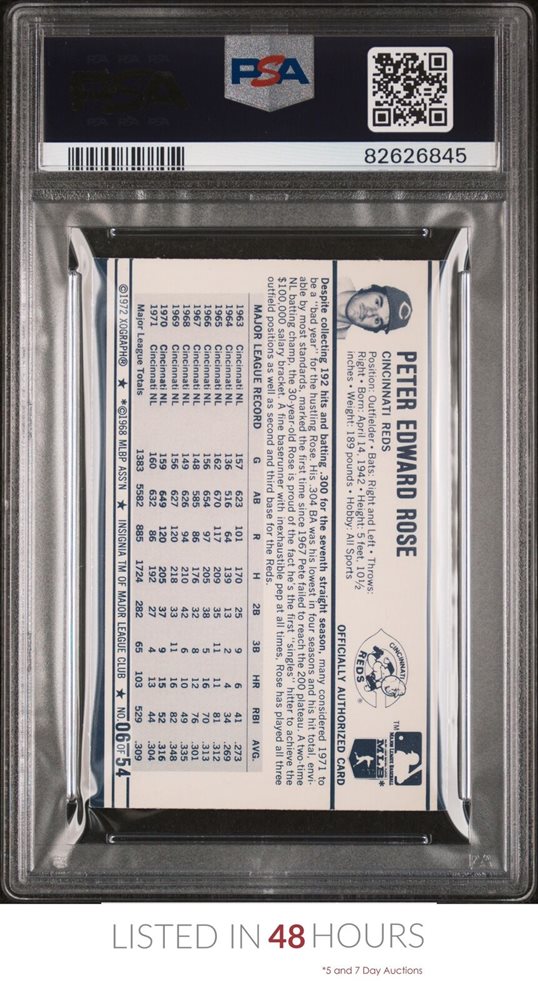 PSA
82626845
PETER EDWARD ROSE
CINCINNATI REDS
Position: Outfielder • Bats: Right and Left • Throws:
Right • Born: April 14, 1942 • Height: 5 feet, 10½
inches • Weight: 189 pounds • Hobby: All Sports
CINCINNATI
REDS
TM
MLB*
OFFICIALLY AUTHORIZED CARD
Despite collecting 192 hits and batting .300 for the seventh straight season, many considered 1971 to
be a "bad year" for the hustling Rose. His .304 BA was his lowest in four seasons and his hit total, envi-
able by most standards, marked the first time since 1967 Pete failed to reach the 200 plateau. A two-time
NL batting champ, the 30-year-old Rose is proud of the fact he's the first "singles" hitter to achieve the
$100,000 salary bracket. A fine baserunner with inexhaustible pep at all times, Rose has played all three
outfield positions as well as second and third base for the Reds.
MAJOR LEAGUE RECORD G AB R H 2B 3B HR RBI AVG.
1963 Cincinnati NL 157 623 101 170 25 9 6 41 .273
1964 Cincinnati NL 136 516 64 139 13 2 4 34 .269
1965 Cincinnati NL 162 670 117 209 35 11 11 81 .312
1966 Cincinnati NL 156 654 97 205 38 5 16 70 .313
1967 Cincinnati NL 148 585 86 176 32 8 12 76 .301
1968 Cincinnati NL 149 626 94 210 42 6 10 49 .335
1969 Cincinnati NL 156 627 120 218 33 11 16 82 .348
1970 Cincinnati NL 159 649 120 205 37 9 15 52 .316
1971 Cincinnati NL 160 632 86 192 27 4 13 44 .304
Major League Totals 1383 5582 885 1724 282 65 103 529 .309
©1972 XOGRAPH® ★ *©1968 MLBP ASS'N ★ INSIGNIA TM OF MAJOR LEAGUE CLUB ★ NO. 06 OF 54
LISTED IN 48 HOURS
*5 and 7 Day Auctions